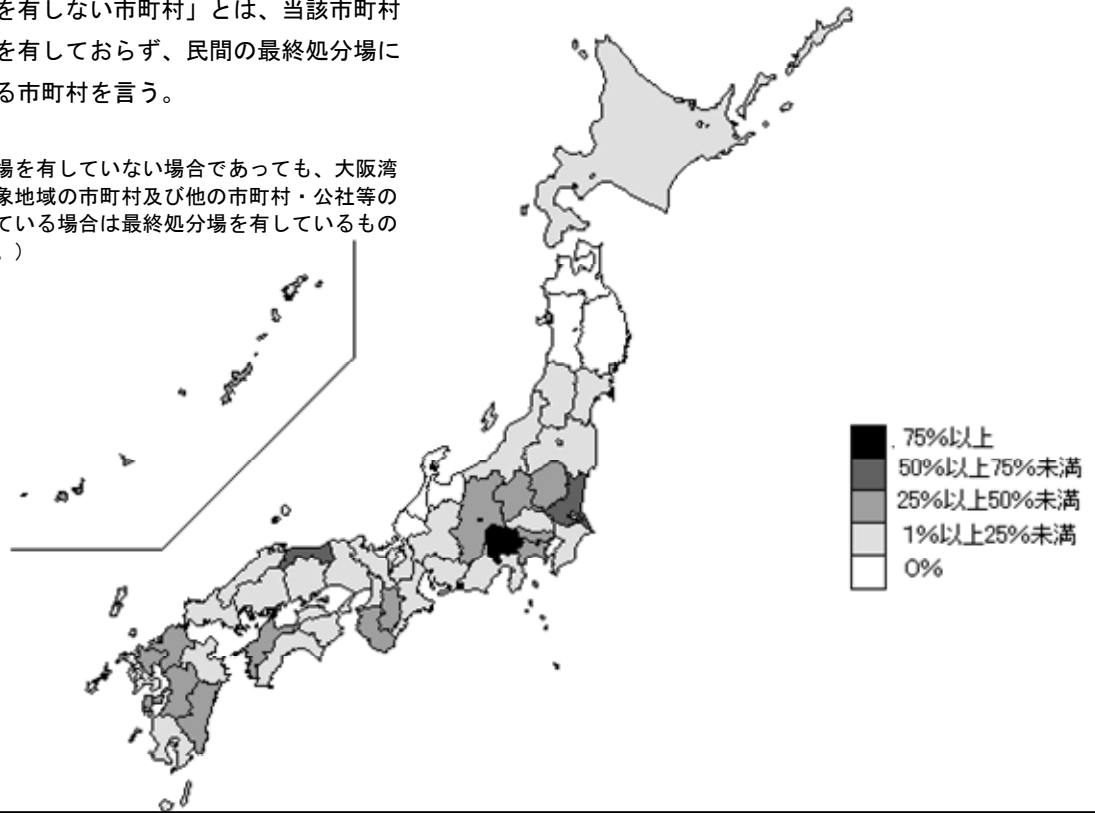 を有しない市町村」とは、当該市町村
を有しておらず、民間の最終処分場に
る市町村を言う。
場を有していない場合であっても、大阪湾
象地域の市町村及び他の市町村・公社等の
ている場合は最終処分場を有しているもの
。）
75%以上
50%以上75%未満
25%以上50%未満
1%以上25%未満
0%